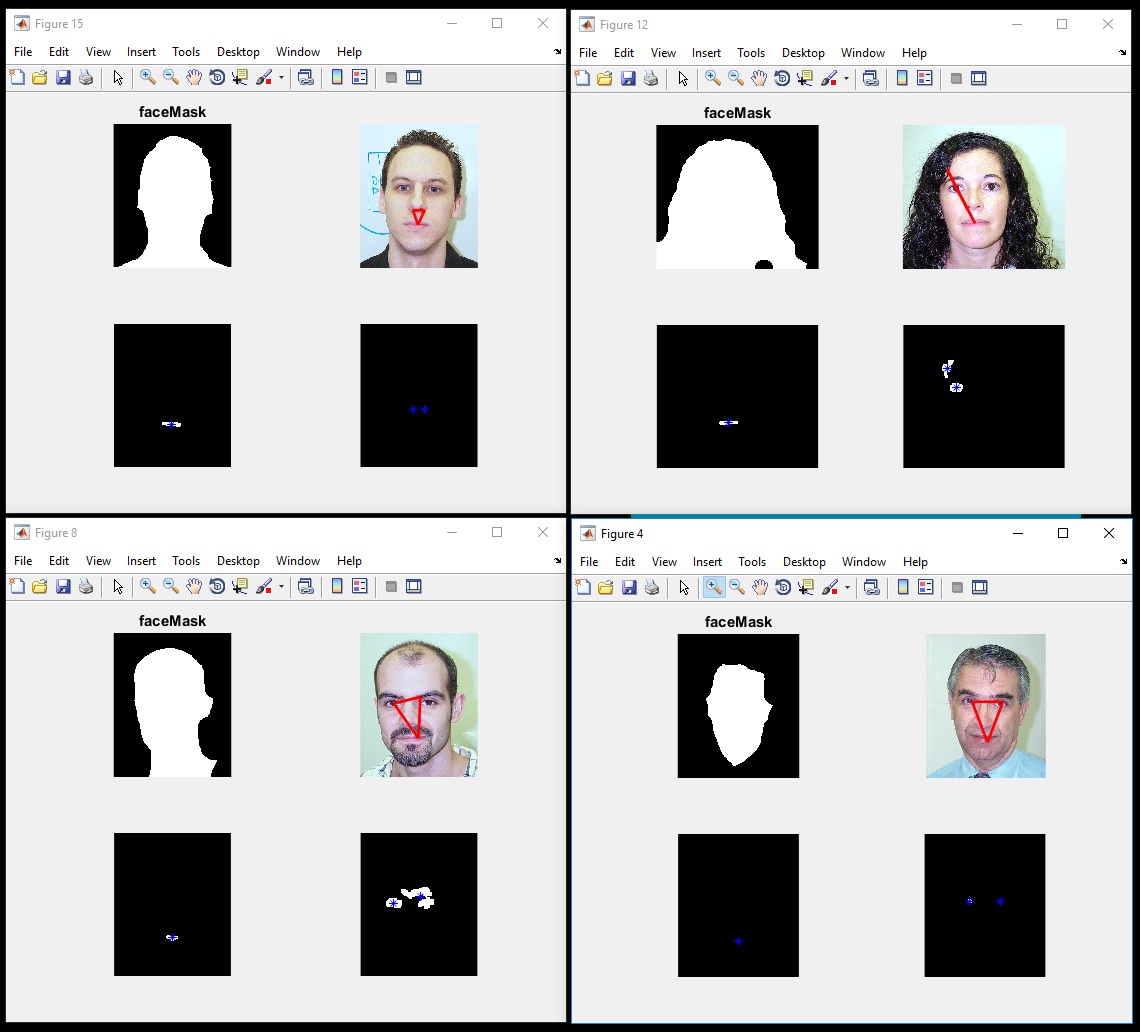 Figure 15
File Edit View Insert Tools Desktop Window Help
faceMask
Figure 12
File Edit View Insert Tools Desktop Window Help
faceMask
Figure 8
File Edit View Insert Tools Desktop Window Help
faceMask
Figure 4
File Edit View Insert Tools Desktop Window Help
faceMask